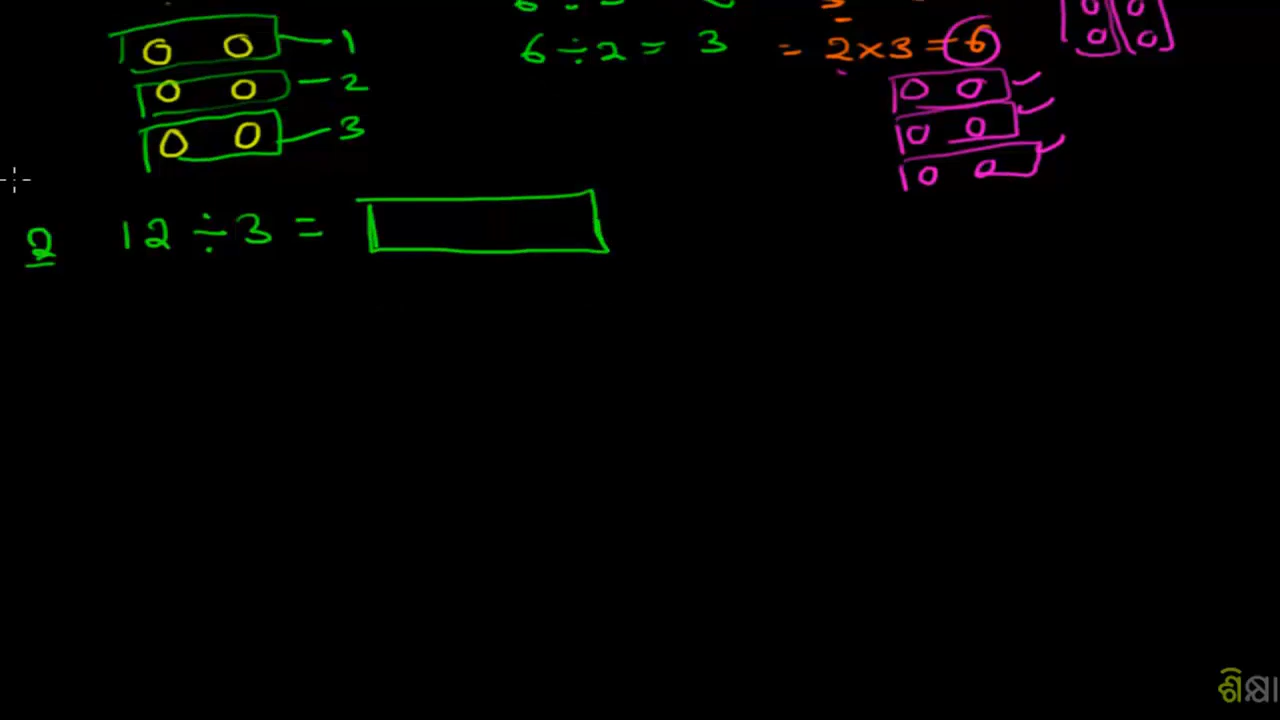 6 ÷ 2 = 3 = 2 × 3 = 6
1
2
3
2 12 ÷ 3 =
ଶିକ୍ଷା